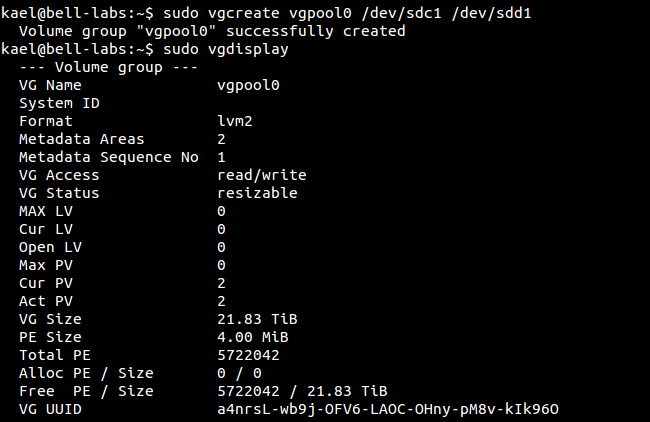 kael@bell-labs:~$ sudo vgcreate vgpool0 /dev/sdc1 /dev/sdd1
  Volume group "vgpool0" successfully created
kael@bell-labs:~$ sudo vgdisplay
  --- Volume group ---
  VG Name               vgpool0
  System ID
  Format                lvm2
  Metadata Areas        2
  Metadata Sequence No  1
  VG Access             read/write
  VG Status             resizable
  MAX LV                0
  Cur LV                0
  Open LV               0
  Max PV                0
  Cur PV                2
  Act PV                2
  VG Size               21.83 TiB
  PE Size               4.00 MiB
  Total PE              5722042
  Alloc PE / Size       0 / 0
  Free  PE / Size       5722042 / 21.83 TiB
  VG UUID               a4nrsL-wb9j-OFV6-LAOC-OHny-pM8v-kIk96O